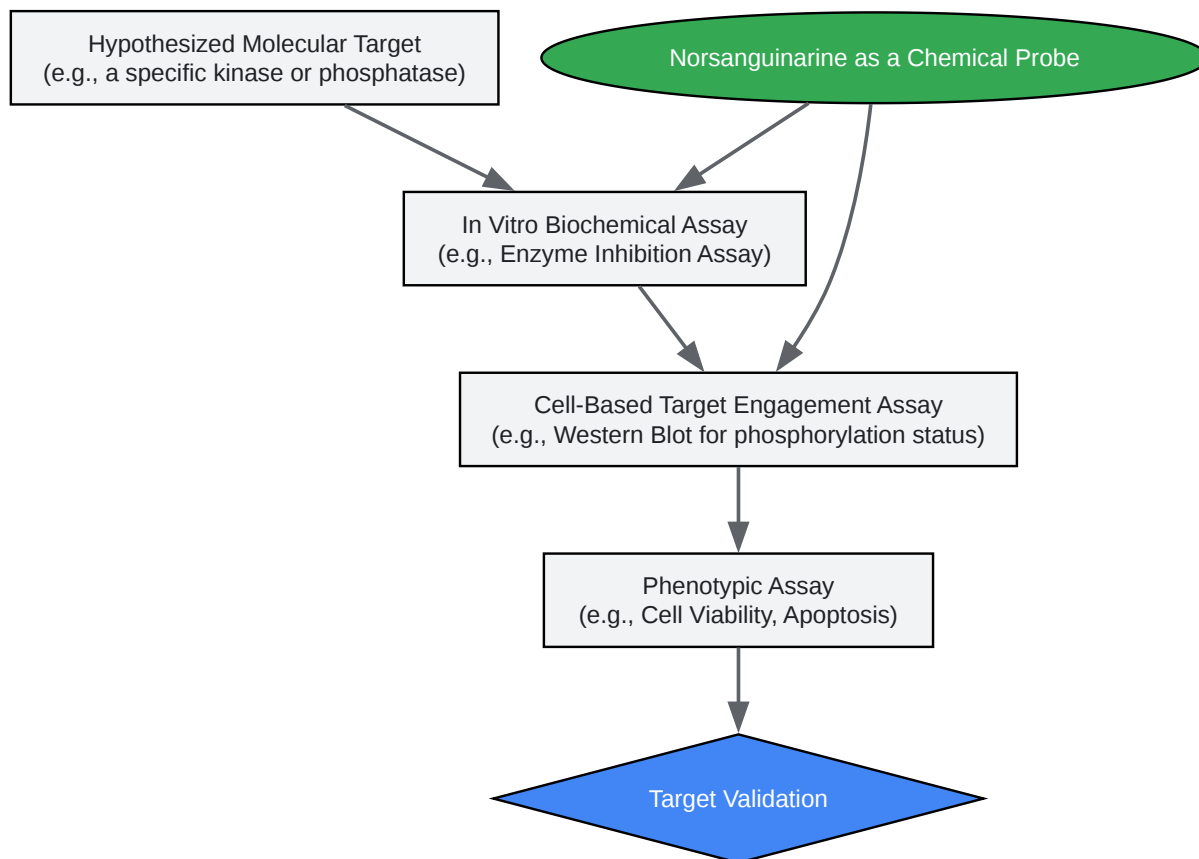 Hypothesized Molecular Target
(e.g., a specific kinase or phosphatase)
Norsanguinarine as a Chemical Probe
In Vitro Biochemical Assay
(e.g., Enzyme Inhibition Assay)
Cell-Based Target Engagement Assay
(e.g., Western Blot for phosphorylation status)
Phenotypic Assay
(e.g., Cell Viability, Apoptosis)
Target Validation